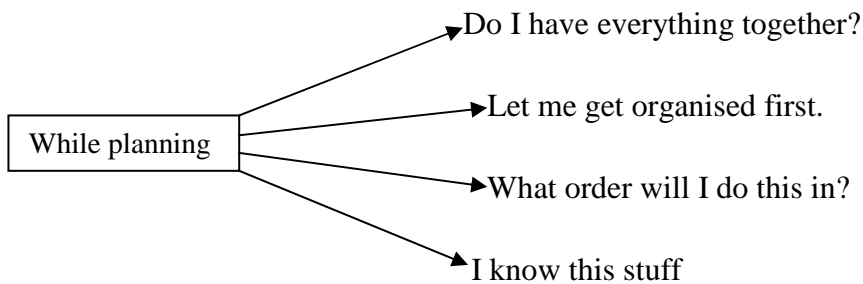 Do I have everything together?
Let me get organised first.
While planning
What order will I do this in?
I know this stuff